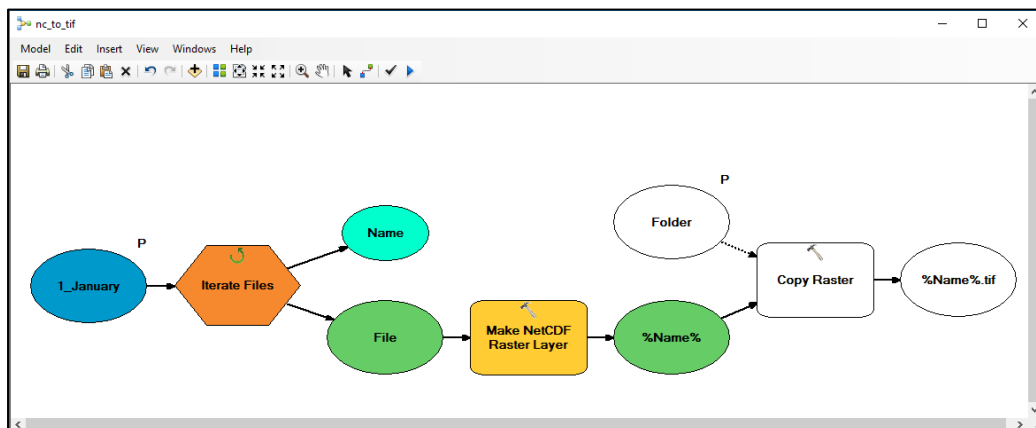 nc_to_tif
Model Edit Insert View Windows Help
P
P
Folder
Name
1_January
Iterate Files
Copy Raster
%Name%.tif
File
Make NetCDF
Raster Layer
%Name%